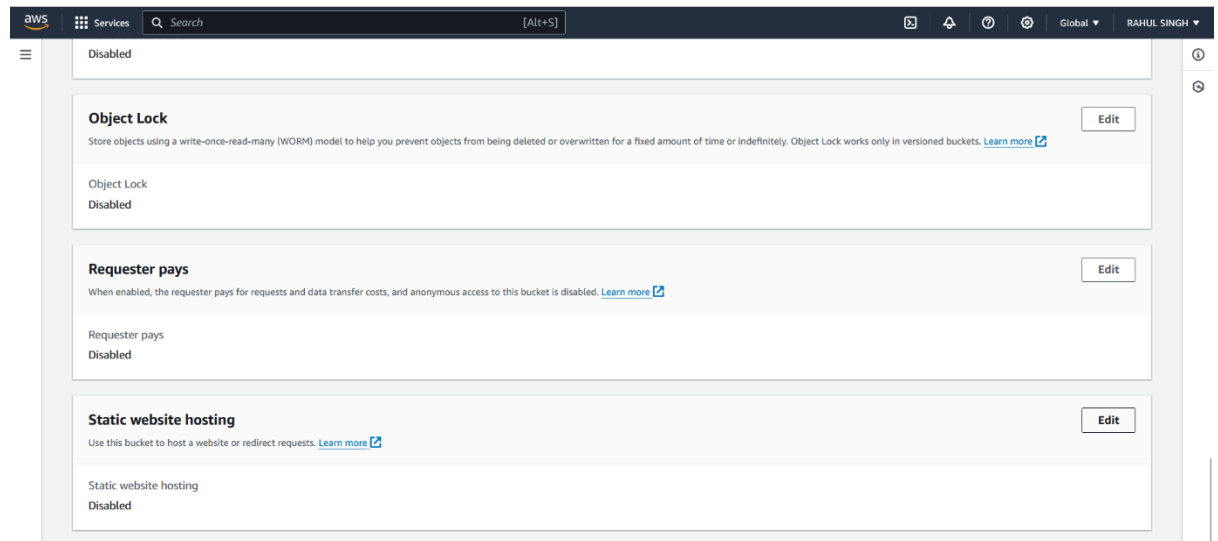 aws
Services
Search
[Alt+S]
Global
RAHUL SINGH
Disabled
Object Lock
Edit
Store objects using a write-once-read-many (WORM) model to help you prevent objects from being deleted or overwritten for a fixed amount of time or indefinitely. Object Lock works only in versioned buckets. Learn more
Object Lock
Disabled
Requester pays
Edit
When enabled, the requester pays for requests and data transfer costs, and anonymous access to this bucket is disabled. Learn more
Requester pays
Disabled
Static website hosting
Edit
Use this bucket to host a website or redirect requests. Learn more
Static website hosting
Disabled